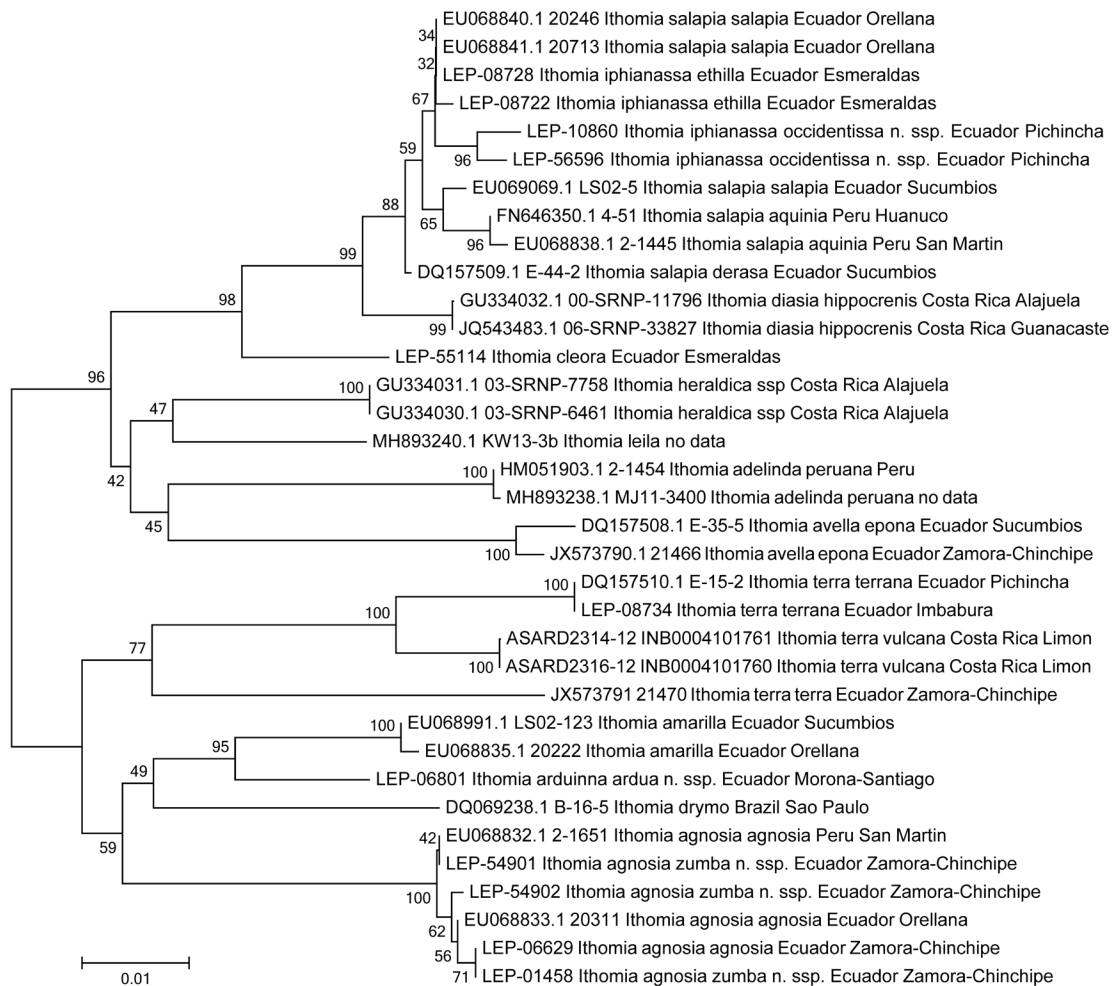 EU068840.1 20246 Ithomia salapia salapia Ecuador Orellana
34
EU068841.1 20713 Ithomia salapia salapia Ecuador Orellana
32
LEP-08728 Ithomia iphianassa ethilla Ecuador Esmeraldas
67
LEP-08722 Ithomia iphianassa ethilla Ecuador Esmeraldas
LEP-10860 Ithomia iphianassa occidentissa n. ssp. Ecuador Pichincha
59
96
LEP-56596 Ithomia iphianassa occidentissa n. ssp. Ecuador Pichincha
EU069069.1 LS02-5 Ithomia salapia salapia Ecuador Sucumbios
88
65
FN646350.1 4-51 Ithomia salapia aquinia Peru Huanuco
96
EU068838.1 2-1445 Ithomia salapia aquinia Peru San Martin
99
DQ157509.1 E-44-2 Ithomia salapia derasa Ecuador Sucumbios
98
GU334032.1 00-SRNP-11796 Ithomia diasia hippocrenis Costa Rica Alajuela
99
JQ543483.1 06-SRNP-33827 Ithomia diasia hippocrenis Costa Rica Guanacaste
LEP-55114 Ithomia cleora Ecuador Esmeraldas
96
100
GU334031.1 03-SRNP-7758 Ithomia heraldica ssp Costa Rica Alajuela
47
GU334030.1 03-SRNP-6461 Ithomia heraldica ssp Costa Rica Alajuela
MH893240.1 KW13-3b Ithomia leila no data
42
100
HM051903.1 2-1454 Ithomia adelinda peruana Peru
MH893238.1 MJ11-3400 Ithomia adelinda peruana no data
45
DQ157508.1 E-35-5 Ithomia avella epona Ecuador Sucumbios
100
JX573790.1 21466 Ithomia avella epona Ecuador Zamora-Chinchipe
100
DQ157510.1 E-15-2 Ithomia terra terrana Ecuador Pichincha
100
LEP-08734 Ithomia terra terrana Ecuador Imbabura
77
ASARD2314-12 INB0004101761 Ithomia terra vulcana Costa Rica Limon
100
ASARD2316-12 INB0004101760 Ithomia terra vulcana Costa Rica Limon
JX573791 21470 Ithomia terra terra Ecuador Zamora-Chinchipe
100
EU068991.1 LS02-123 Ithomia amarilla Ecuador Sucumbios
95
EU068835.1 20222 Ithomia amarilla Ecuador Orellana
49
LEP-06801 Ithomia arduinna ardua n. ssp. Ecuador Morona-Santiago
DQ069238.1 B-16-5 Ithomia drymo Brazil Sao Paulo
59
42
EU068832.1 2-1651 Ithomia agnosia agnosia Peru San Martin
LEP-54901 Ithomia agnosia zumba n. ssp. Ecuador Zamora-Chinchipe
100
LEP-54902 Ithomia agnosia zumba n. ssp. Ecuador Zamora-Chinchipe
62
EU068833.1 20311 Ithomia agnosia agnosia Ecuador Orellana
56
LEP-06629 Ithomia agnosia agnosia Ecuador Zamora-Chinchipe
71
LEP-01458 Ithomia agnosia zumba n. ssp. Ecuador Zamora-Chinchipe
0.01